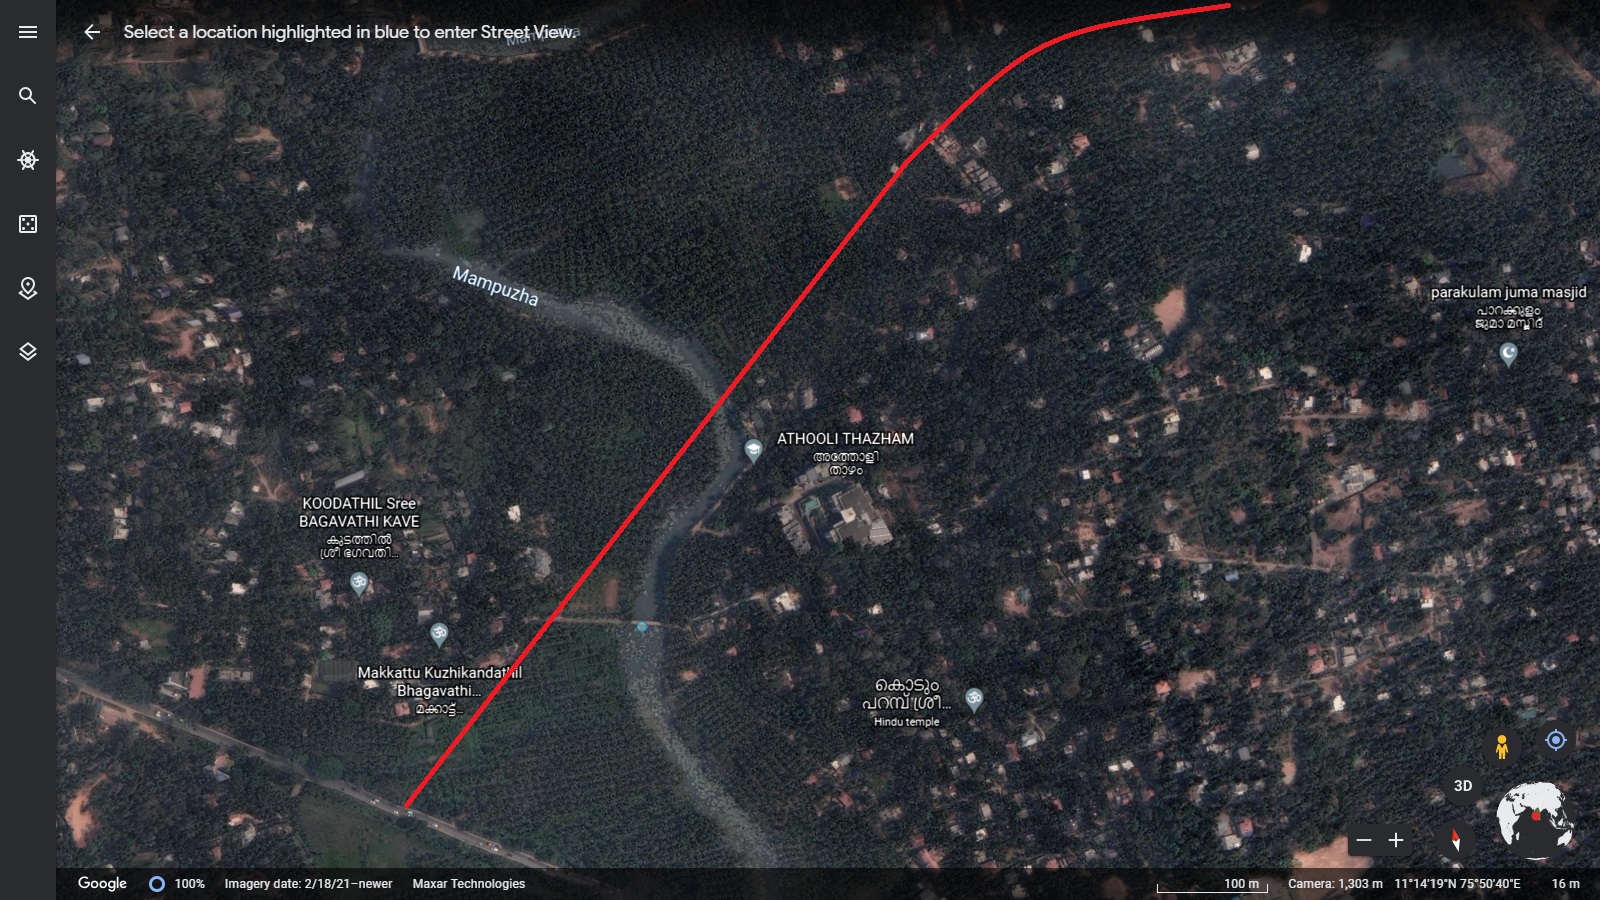 Select a location highlighted in blue to enter Street View.
Mampuzha
Mampuzha
parakulam juma masjid
പാറക്കുളം
ജുമാ മസ്ജിദ്
ATHOOLI THAZHAM
അത്തോളി
താഴം
KOODATHIL Sree
BAGAVATHI KAVE
കുടത്തിൽ
ശ്രീ ഭഗവതി...
Makkattu Kuzhikandathil
Bhagavathi...
മക്കാട്ട്...
കൊടും
പറമ്പ് ശ്രീ...
Hindu temple
3D
Google 100% Imagery date: 2/18/21–newer Maxar Technologies 100 m Camera: 1,303 m 11°14'19"N 75°50'40"E 16 m